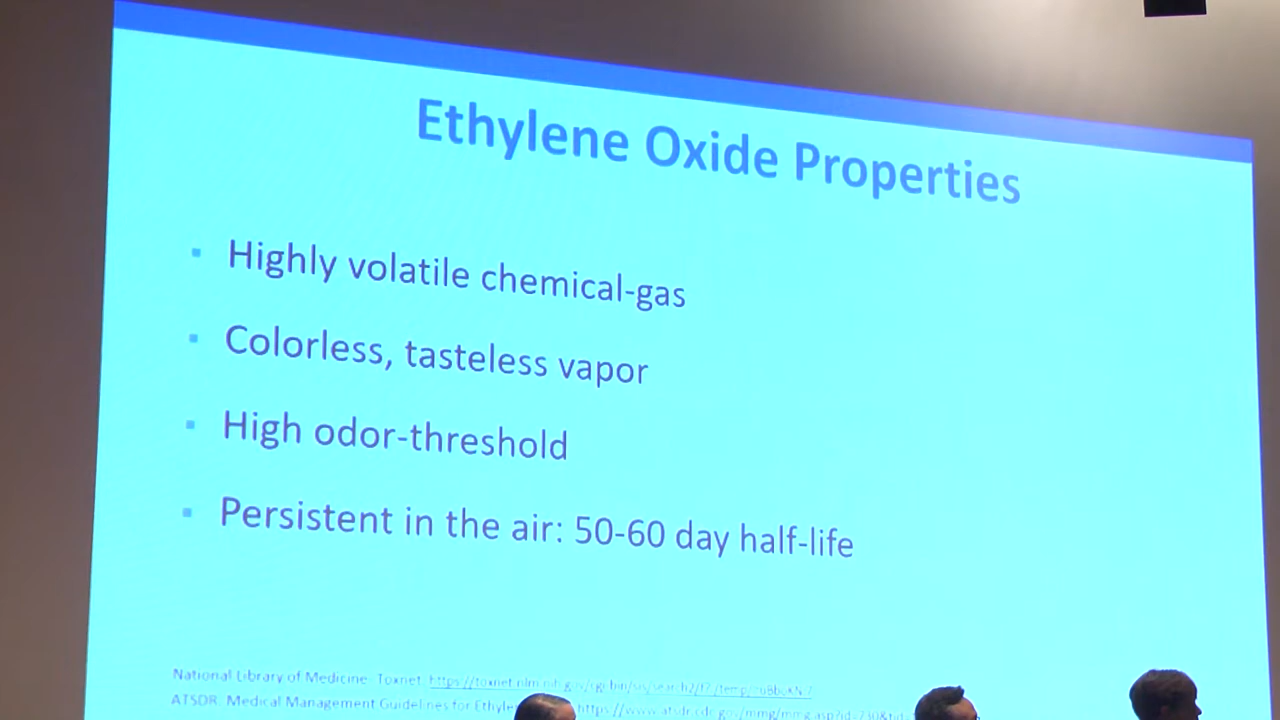 Ethylene Oxide Properties
Highly volatile chemical-gas
Colorless, tasteless vapor
High odor-threshold
Persistent in the air: 50-60 day half-life
National Library of Medicine: Toxnet:
ATSDR. Medical Management Guidelines for